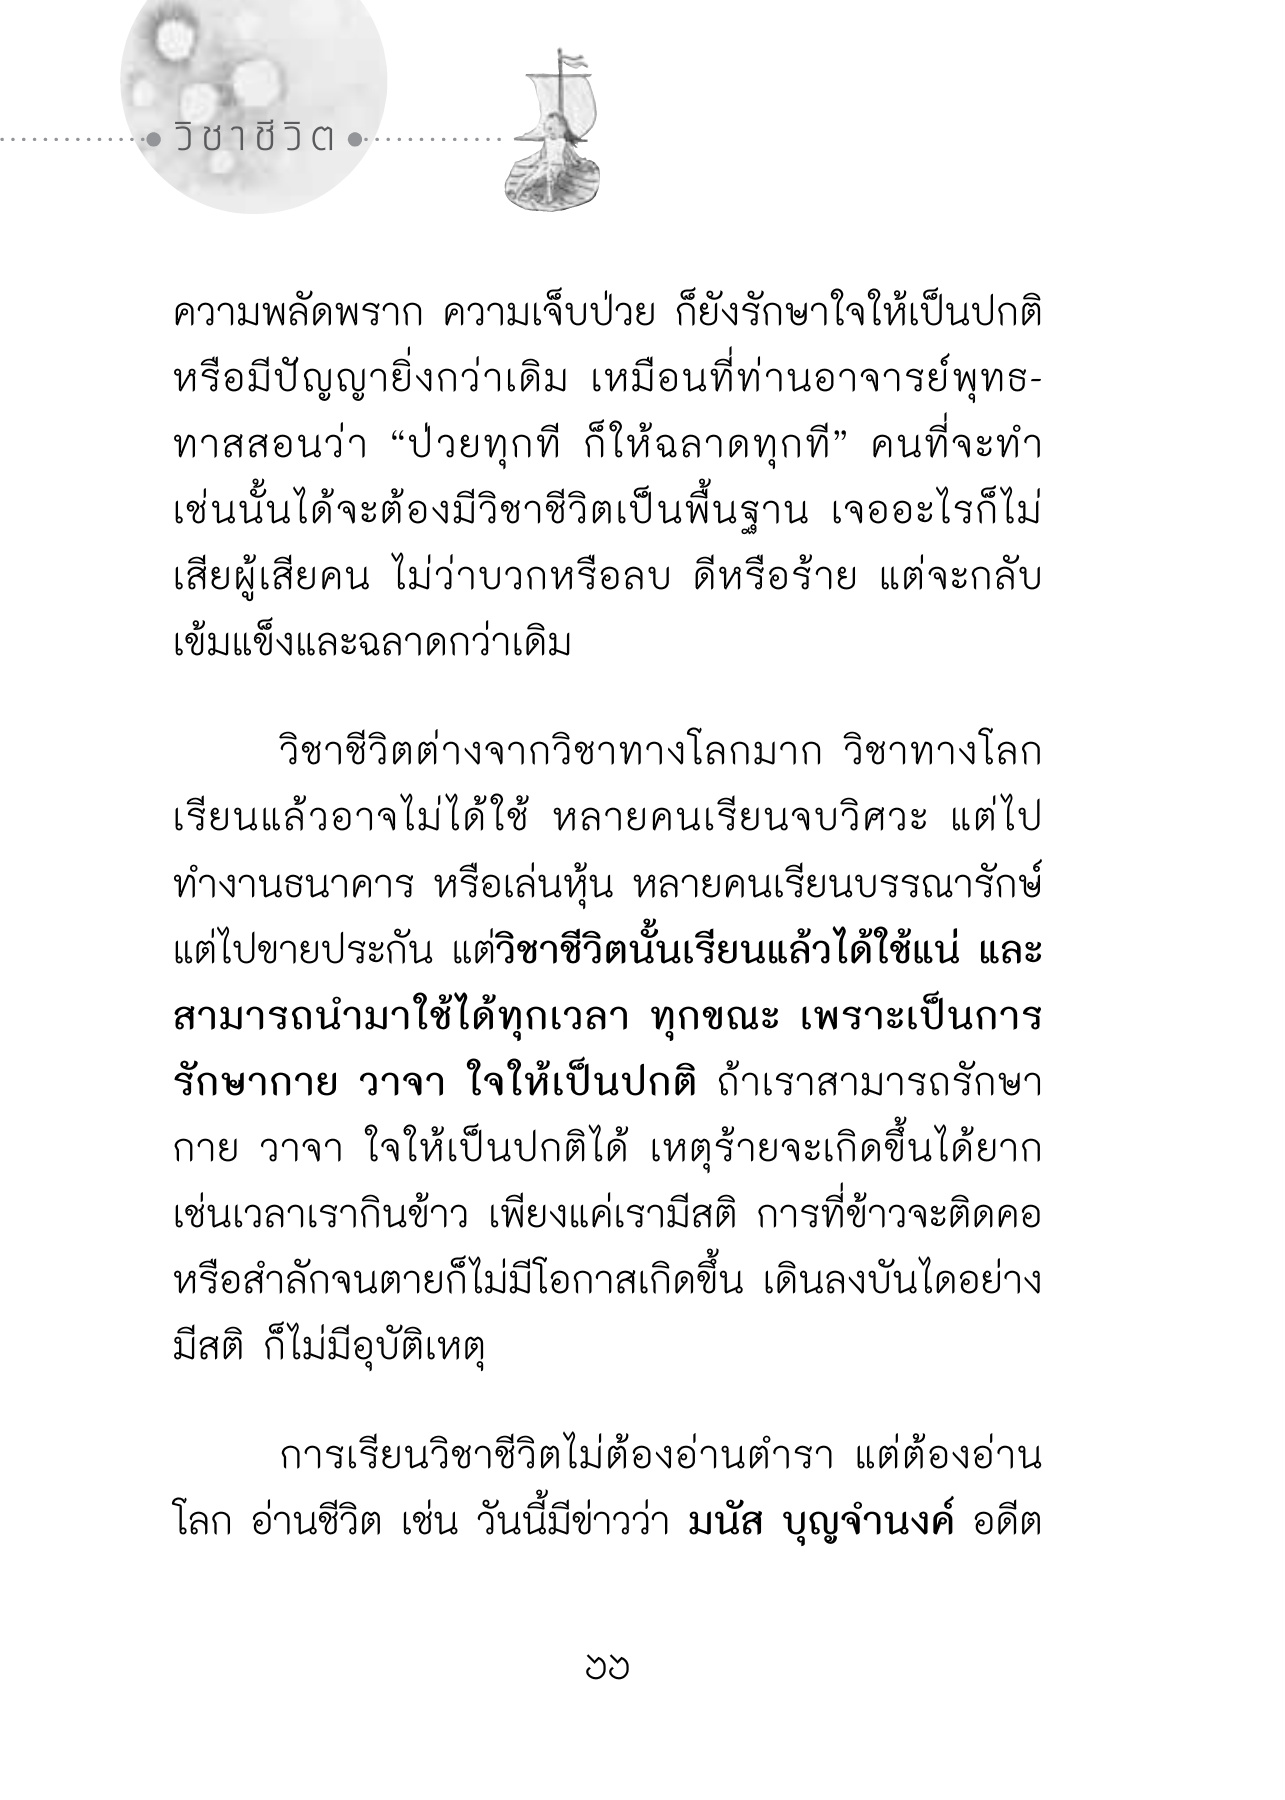 วิชาชีวิต
ความพลัดพราก ความเจ็บป่วย ก็ยังรักษาใจให้เป็นปกติ
หรือมีปัญญายิ่งกว่าเดิม เหมือนที่ท่านอาจารย์พุทธ-
ทาสสอนว่า “ป่วยทุกที ก็ให้ฉลาดทุกที” คนที่จะทำ
เช่นนั้นได้จะต้องมีวิชาชีวิตเป็นพื้นฐาน เจออะไรก็ไม่
เสียผู้เสียคน ไม่ว่าบวกหรือลบ ดีหรือร้าย แต่จะกลับ
เข้มแข็งและฉลาดกว่าเดิม
วิชาชีวิตต่างจากวิชาทางโลกมาก วิชาทางโลก
เรียนแล้วอาจไม่ได้ใช้ หลายคนเรียนจบวิศวะ แต่ไป
ทำงานธนาคาร หรือเล่นหุ้น หลายคนเรียนบรรณารักษ์
แต่ไปขายประกัน แต่วิชาชีวิตนั้นเรียนแล้วได้ใช้แน่ และ
สามารถนำมาใช้ได้ทุกเวลา ทุกขณะ เพราะเป็นการ
รักษากาย วาจา ใจให้เป็นปกติ ถ้าเราสามารถรักษา
กาย วาจา ใจให้เป็นปกติได้ เหตุร้ายจะเกิดขึ้นได้ยาก
เช่นเวลาเรากินข้าว เพียงแค่เรามีสติ การที่ข้าวจะติดคอ
หรือสำลักจนตายก็ไม่มีโอกาสเกิดขึ้น เดินลงบันไดอย่าง
มีสติ ก็ไม่มีอุบัติเหตุ
การเรียนวิชาชีวิตไม่ต้องอ่านตำรา แต่ต้องอ่าน
โลก อ่านชีวิต เช่น วันนี้มีข่าวว่า มนัส บุญจำนงค์ อดีต
๖๖